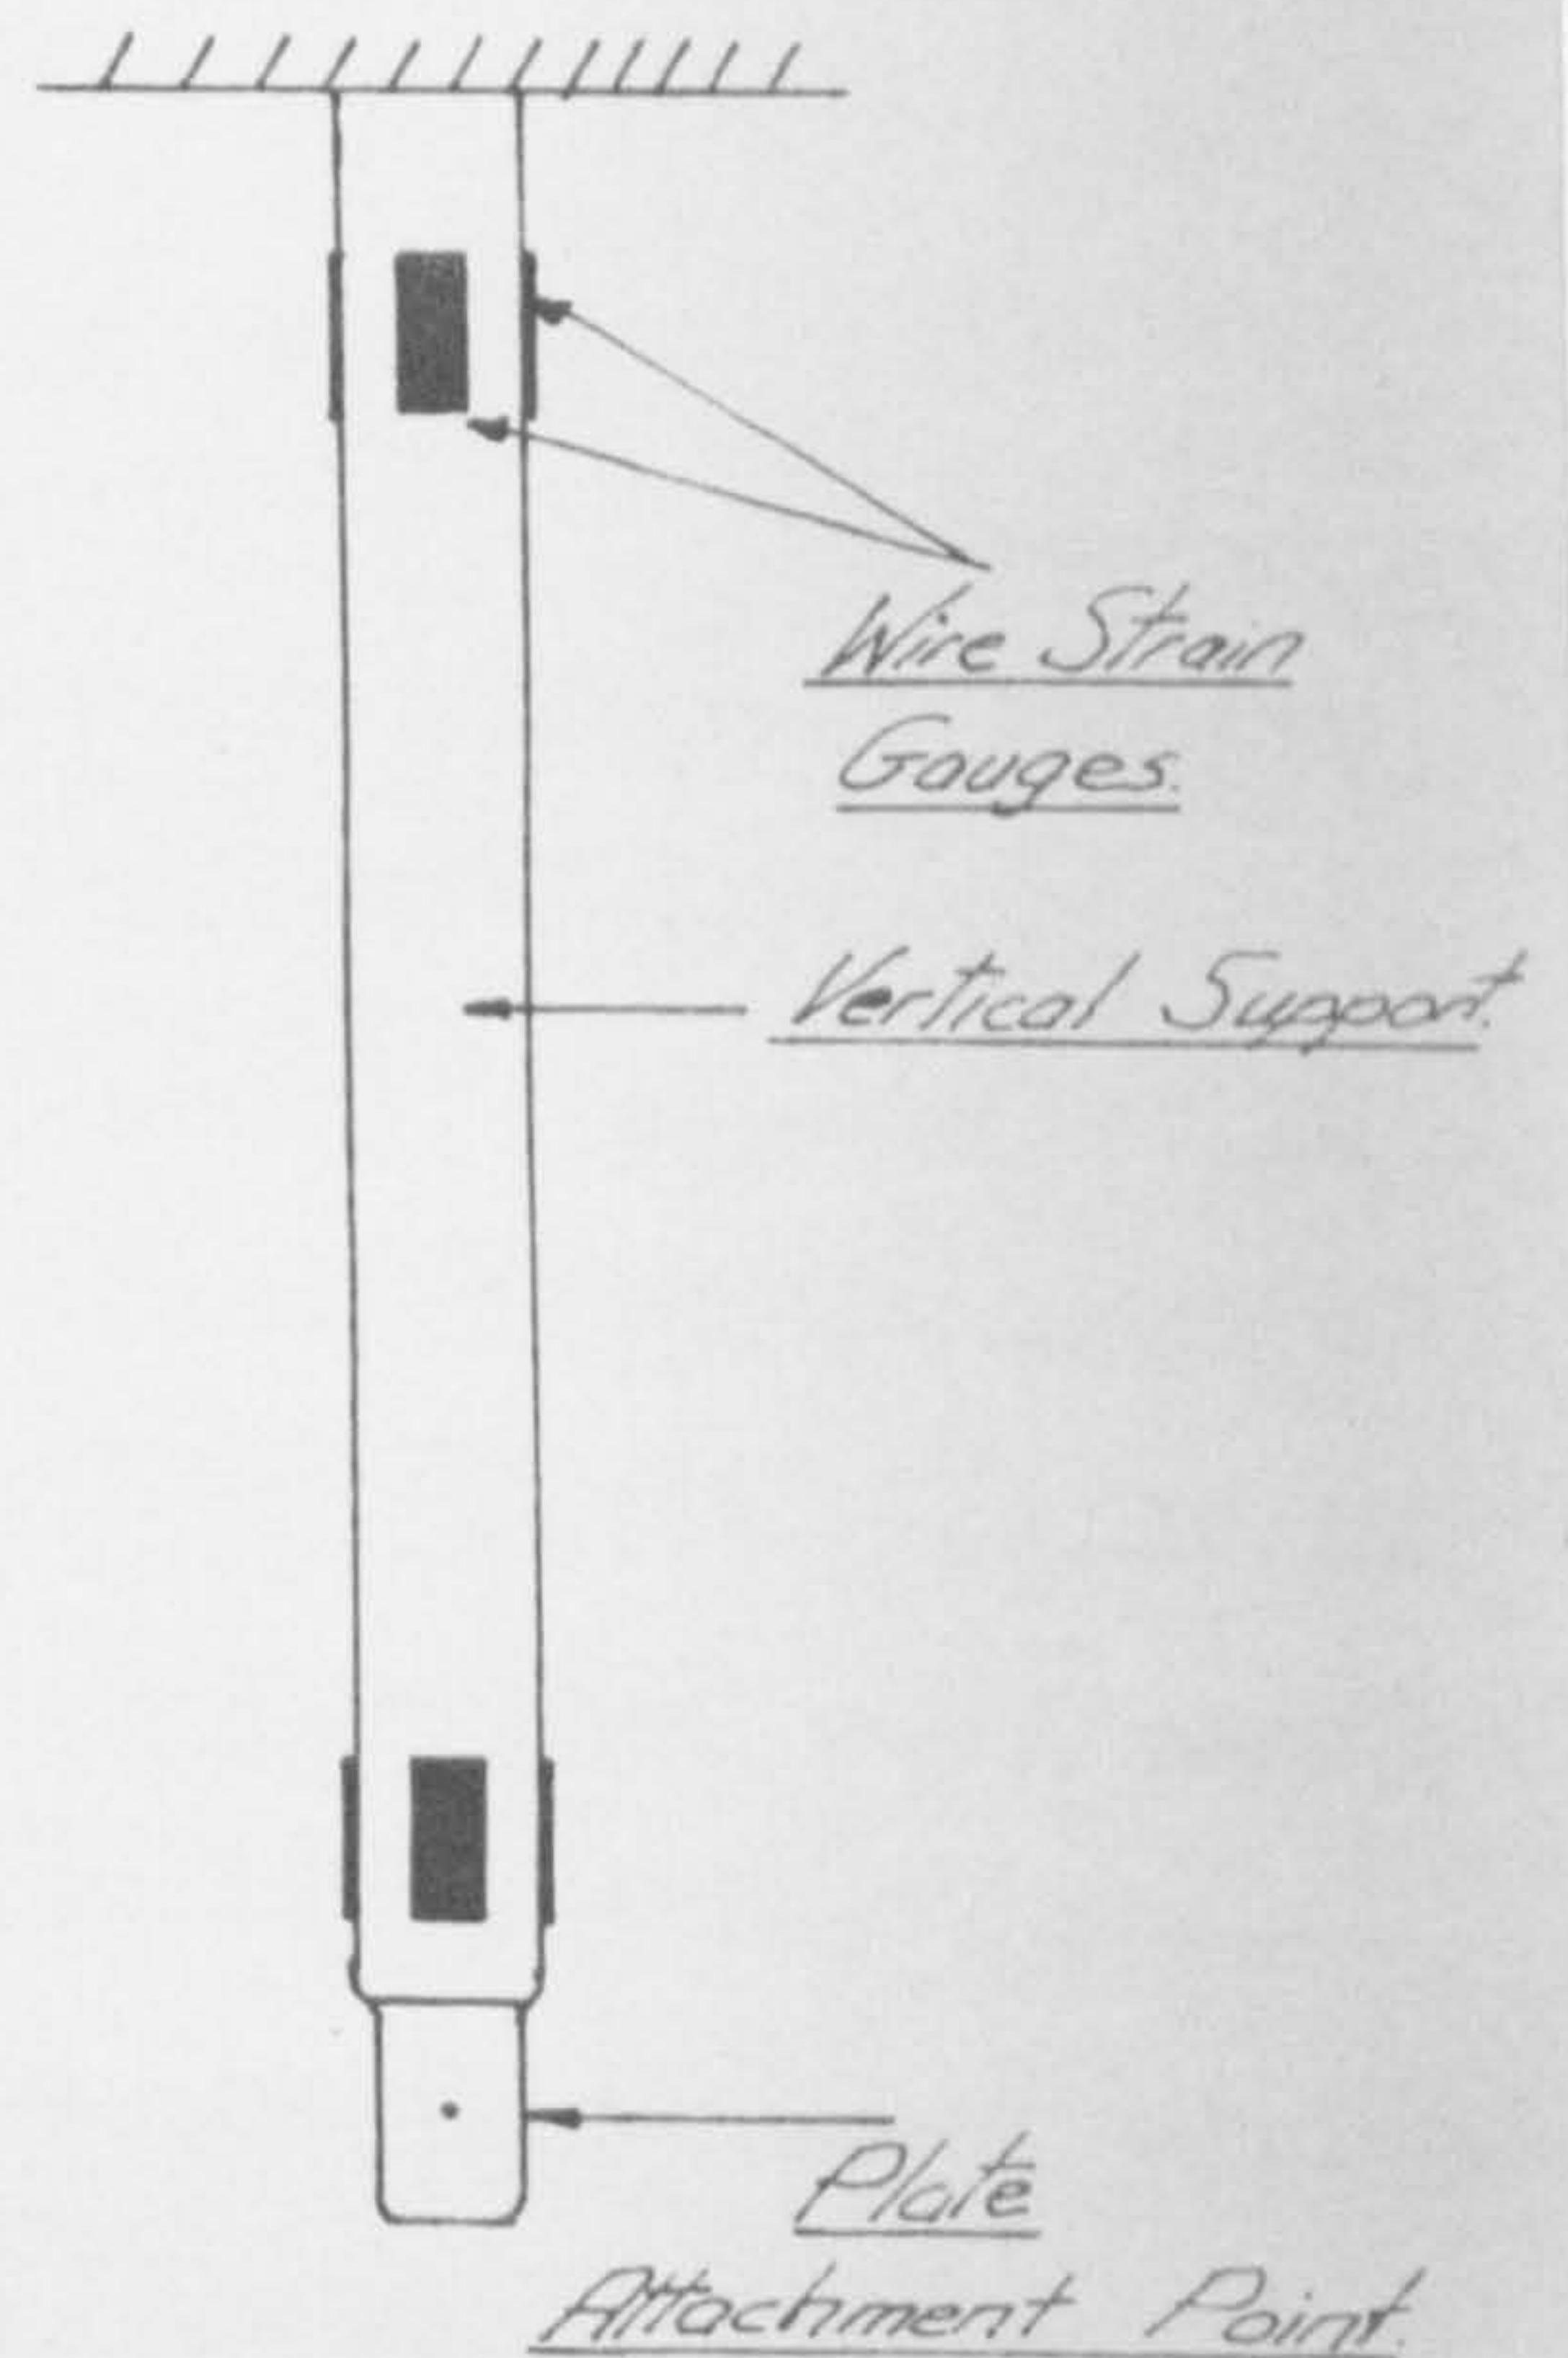 Wire Strain
Gauges.
Vertical Support.
Plate
Attachment Point.